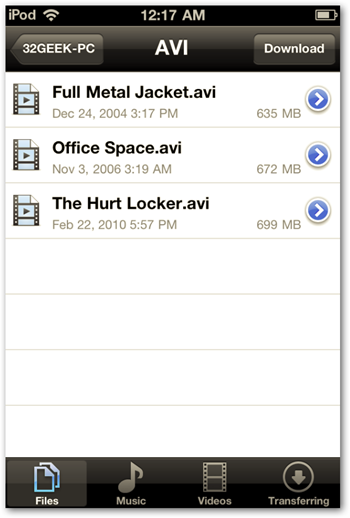 iPod 12:17 AM
32GEEK-PC AVI Download
Full Metal Jacket.avi
Dec 24, 2004 3:17 PM 635 MB
Office Space.avi
Nov 3, 2006 3:19 AM 672 MB
The Hurt Locker.avi
Feb 22, 2010 5:57 PM 699 MB
Files Music Videos Transferring